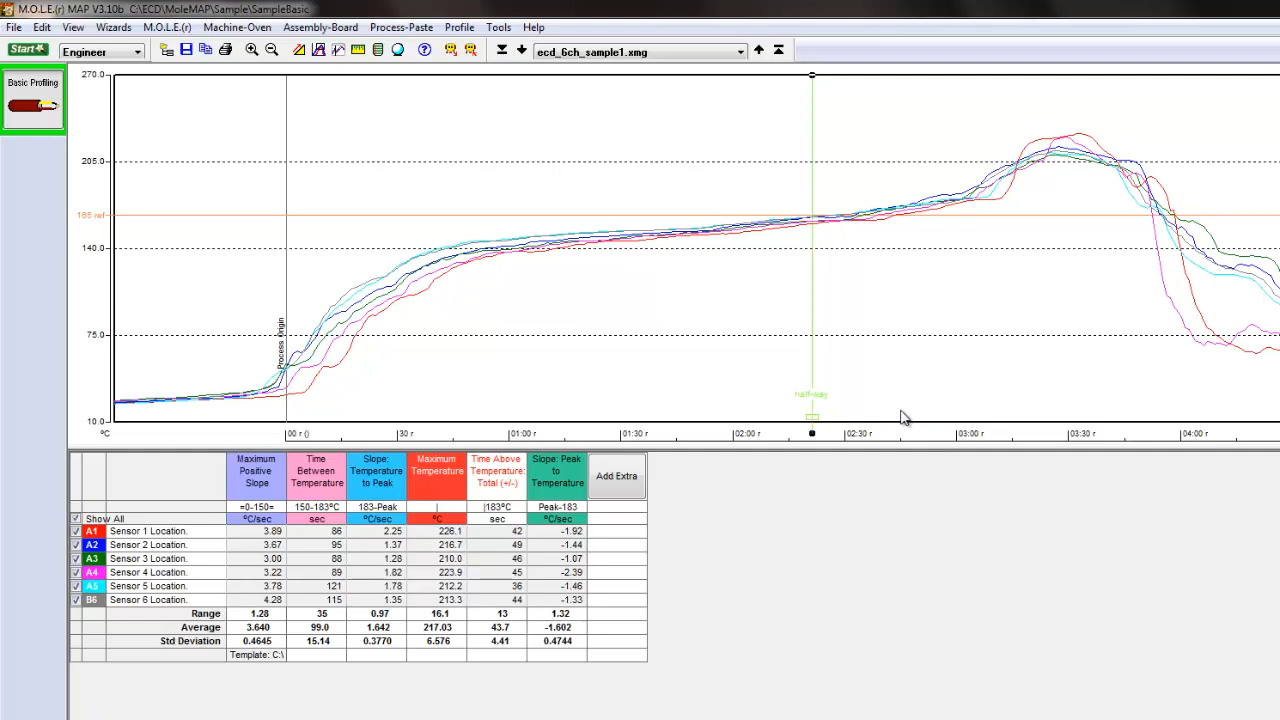 M.O.L.E.(r) MAP V3.10b C:\ECD\MoleMAP\Sample\SampleBasic
File Edit View Wizards M.O.L.E.(r) Machine-Oven Assembly-Board Process-Paste Profile Tools Help
Start Engineer ecd_6ch_sample1.xmg
Basic Profiling
270.0
205.0
165 ref
140.0
75.0
10.0
Process Origin
half-way
ºC 00 r () 30 r 01:00 r 01:30 r 02:00 r 02:30 r 03:00 r 03:30 r 04:00 r
Maximum Positive Slope Time Between Temperature Slope: Temperature to Peak Maximum Temperature Time Above Temperature: Total (+/-) Slope: Peak to Temperature Add Extra
=0-150= 150-183ºC 183-Peak | |183ºC Peak-183
Show All ºC/sec sec ºC/sec ºC sec ºC/sec
A1 Sensor 1 Location. 3.89 86 2.25 226.1 42 -1.92
A2 Sensor 2 Location. 3.67 95 1.37 216.7 49 -1.44
A3 Sensor 3 Location. 3.00 88 1.28 210.0 46 -1.07
A4 Sensor 4 Location. 3.22 89 1.82 223.9 45 -2.39
A5 Sensor 5 Location. 3.78 121 1.78 212.2 36 -1.46
B6 Sensor 6 Location. 4.28 115 1.35 213.3 44 -1.33
Range 1.28 35 0.97 16.1 13 1.32
Average 3.640 99.0 1.642 217.03 43.7 -1.602
Std Deviation 0.4645 15.14 0.3770 6.576 4.41 0.4744
Template: C:\